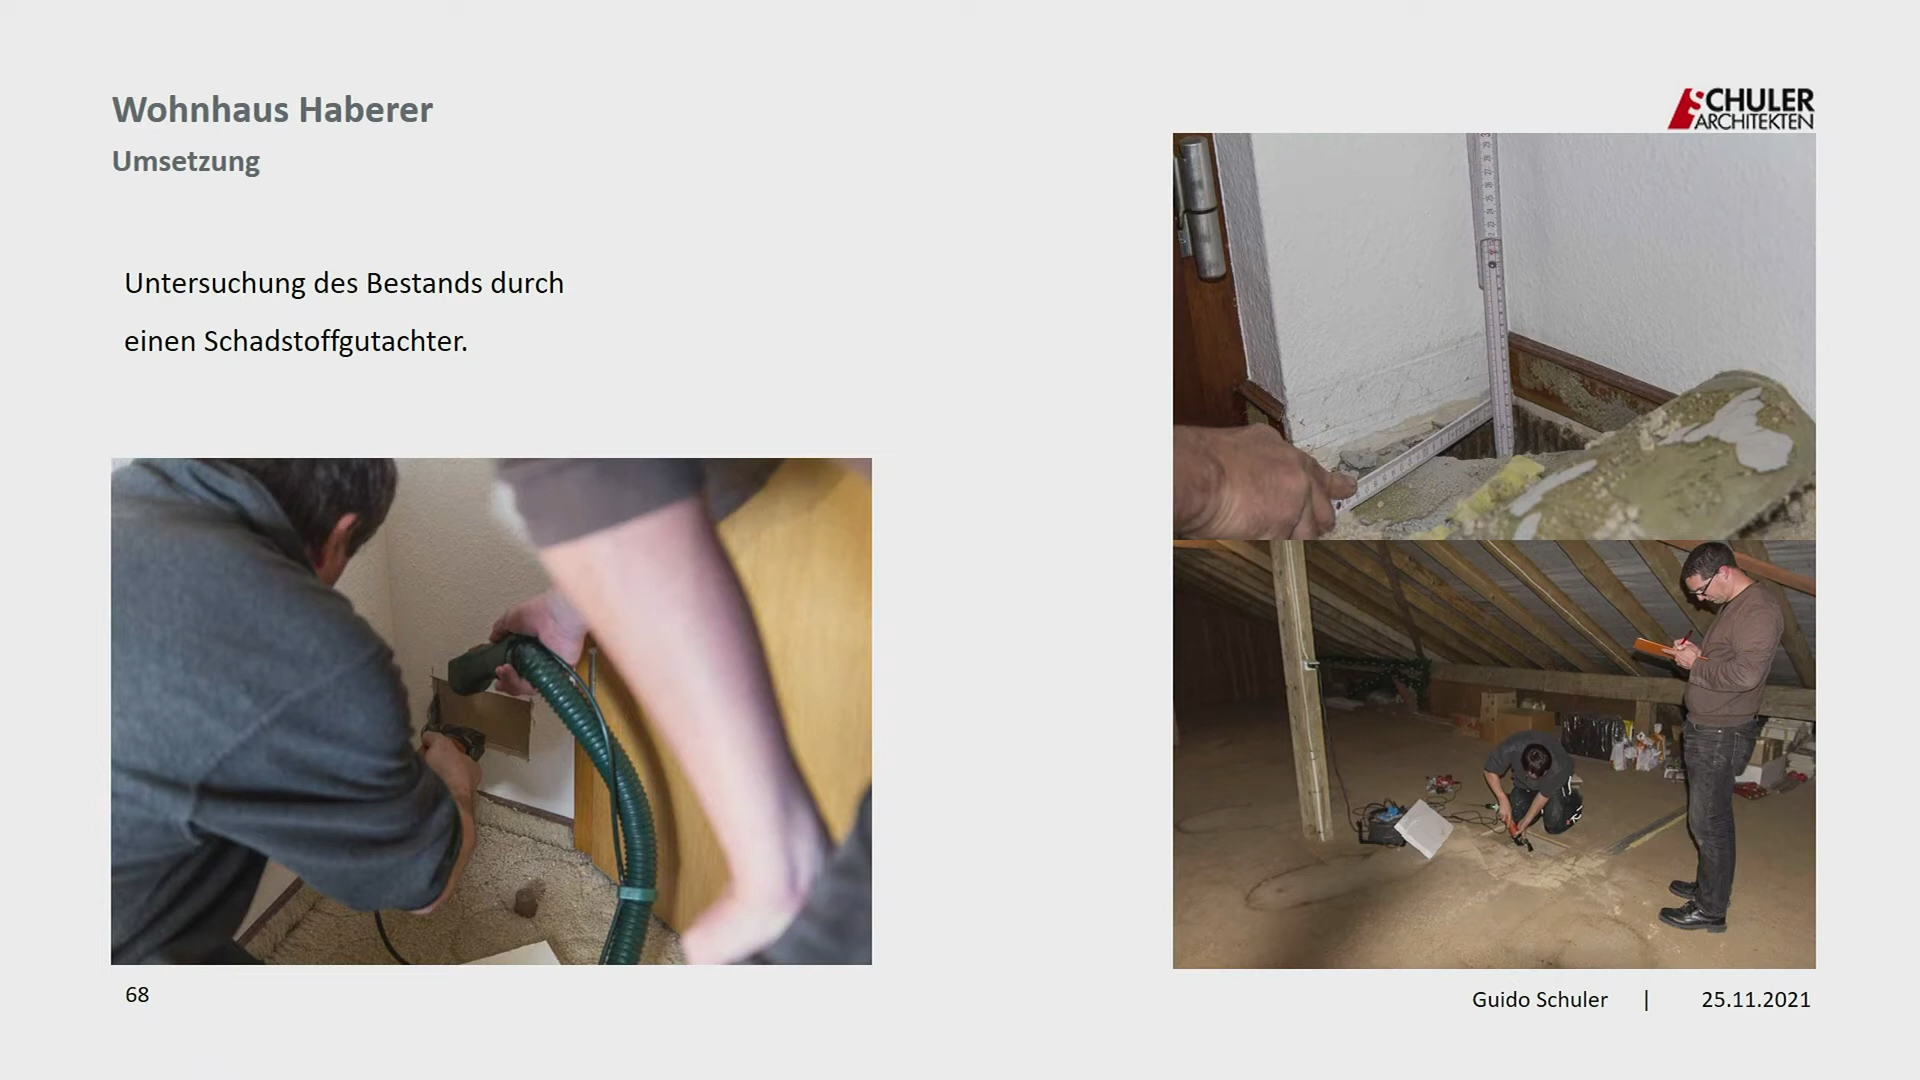 Wohnhaus Haberer
Umsetzung
SCHULER
ARCHITEKTEN
Untersuchung des Bestands durch
einen Schadstoffgutachter.
68
Guido Schuler | 25.11.2021